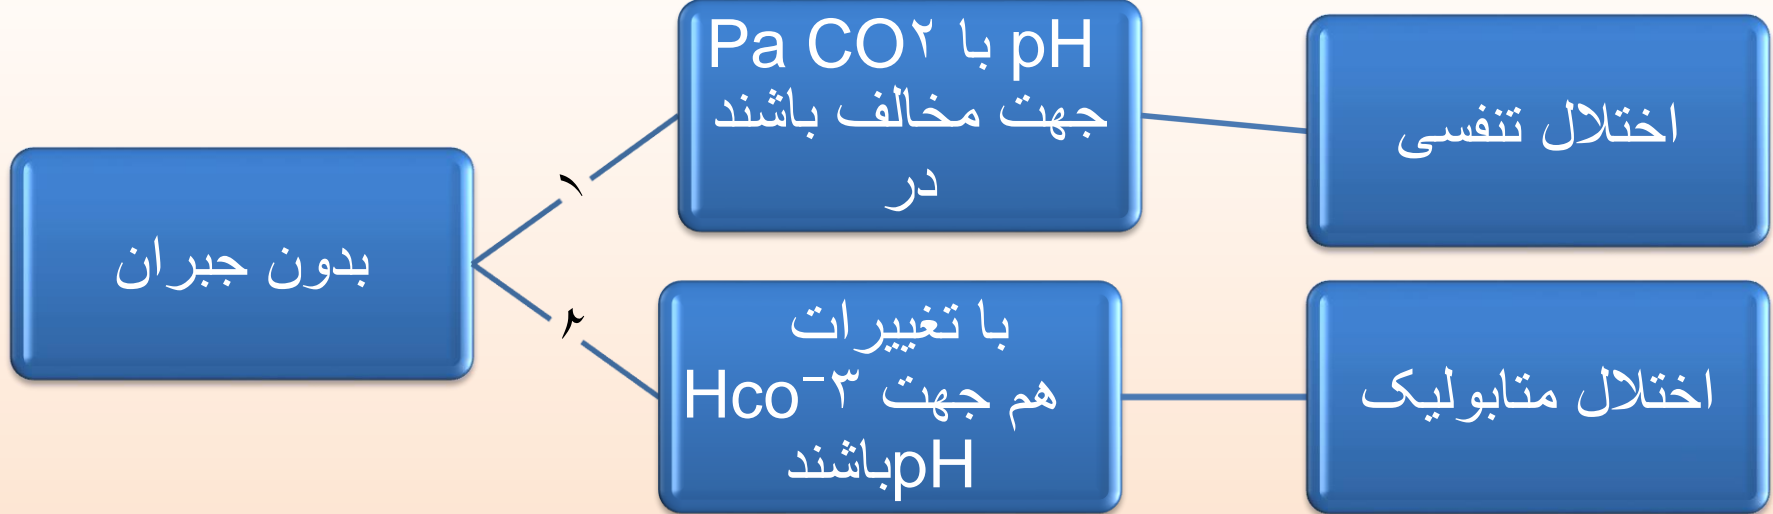 بدون جبران
۱
pH با Pa CO۲
جهت مخالف باشند
در
اختلال تنفسی
۲
با تغییرات
هم جهت Hco⁻۳
pHباشند
اختلال متابولیک